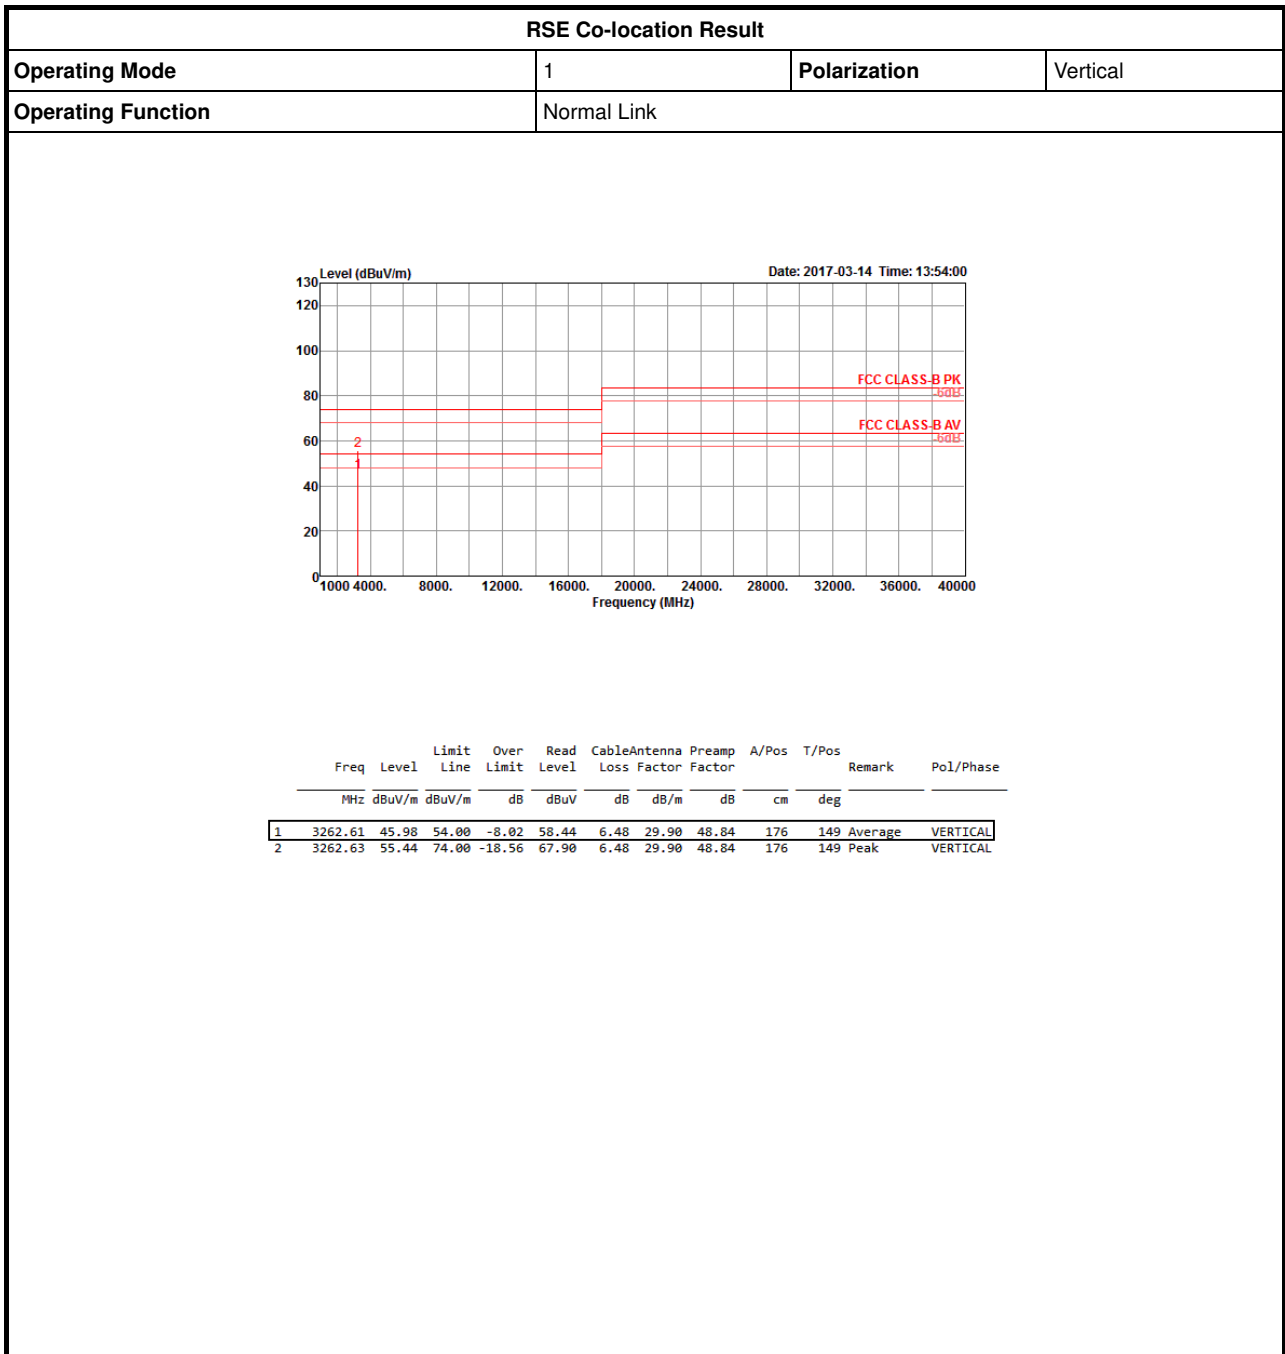 RSE Co-location Result
Operating Mode 1 Polarization Vertical
Operating Function Normal Link
Level (dBuV/m) Date: 2017-03-14 Time: 13:54:00
130
120
100
FCC CLASS-B PK
80 -6dB
FCC CLASS-B AV
60 2 -6dB
1
40
20
0
1000 4000. 8000. 12000. 16000. 20000. 24000. 28000. 32000. 36000. 40000
Frequency (MHz)
Limit Over Read CableAntenna Preamp A/Pos T/Pos
Freq Level Line Limit Level Loss Factor Factor Remark Pol/Phase
MHz dBuV/m dBuV/m dB dBuV dB dB/m dB cm deg
1 3262.61 45.98 54.00 -8.02 58.44 6.48 29.90 48.84 176 149 Average VERTICAL
2 3262.63 55.44 74.00 -18.56 67.90 6.48 29.90 48.84 176 149 Peak VERTICAL